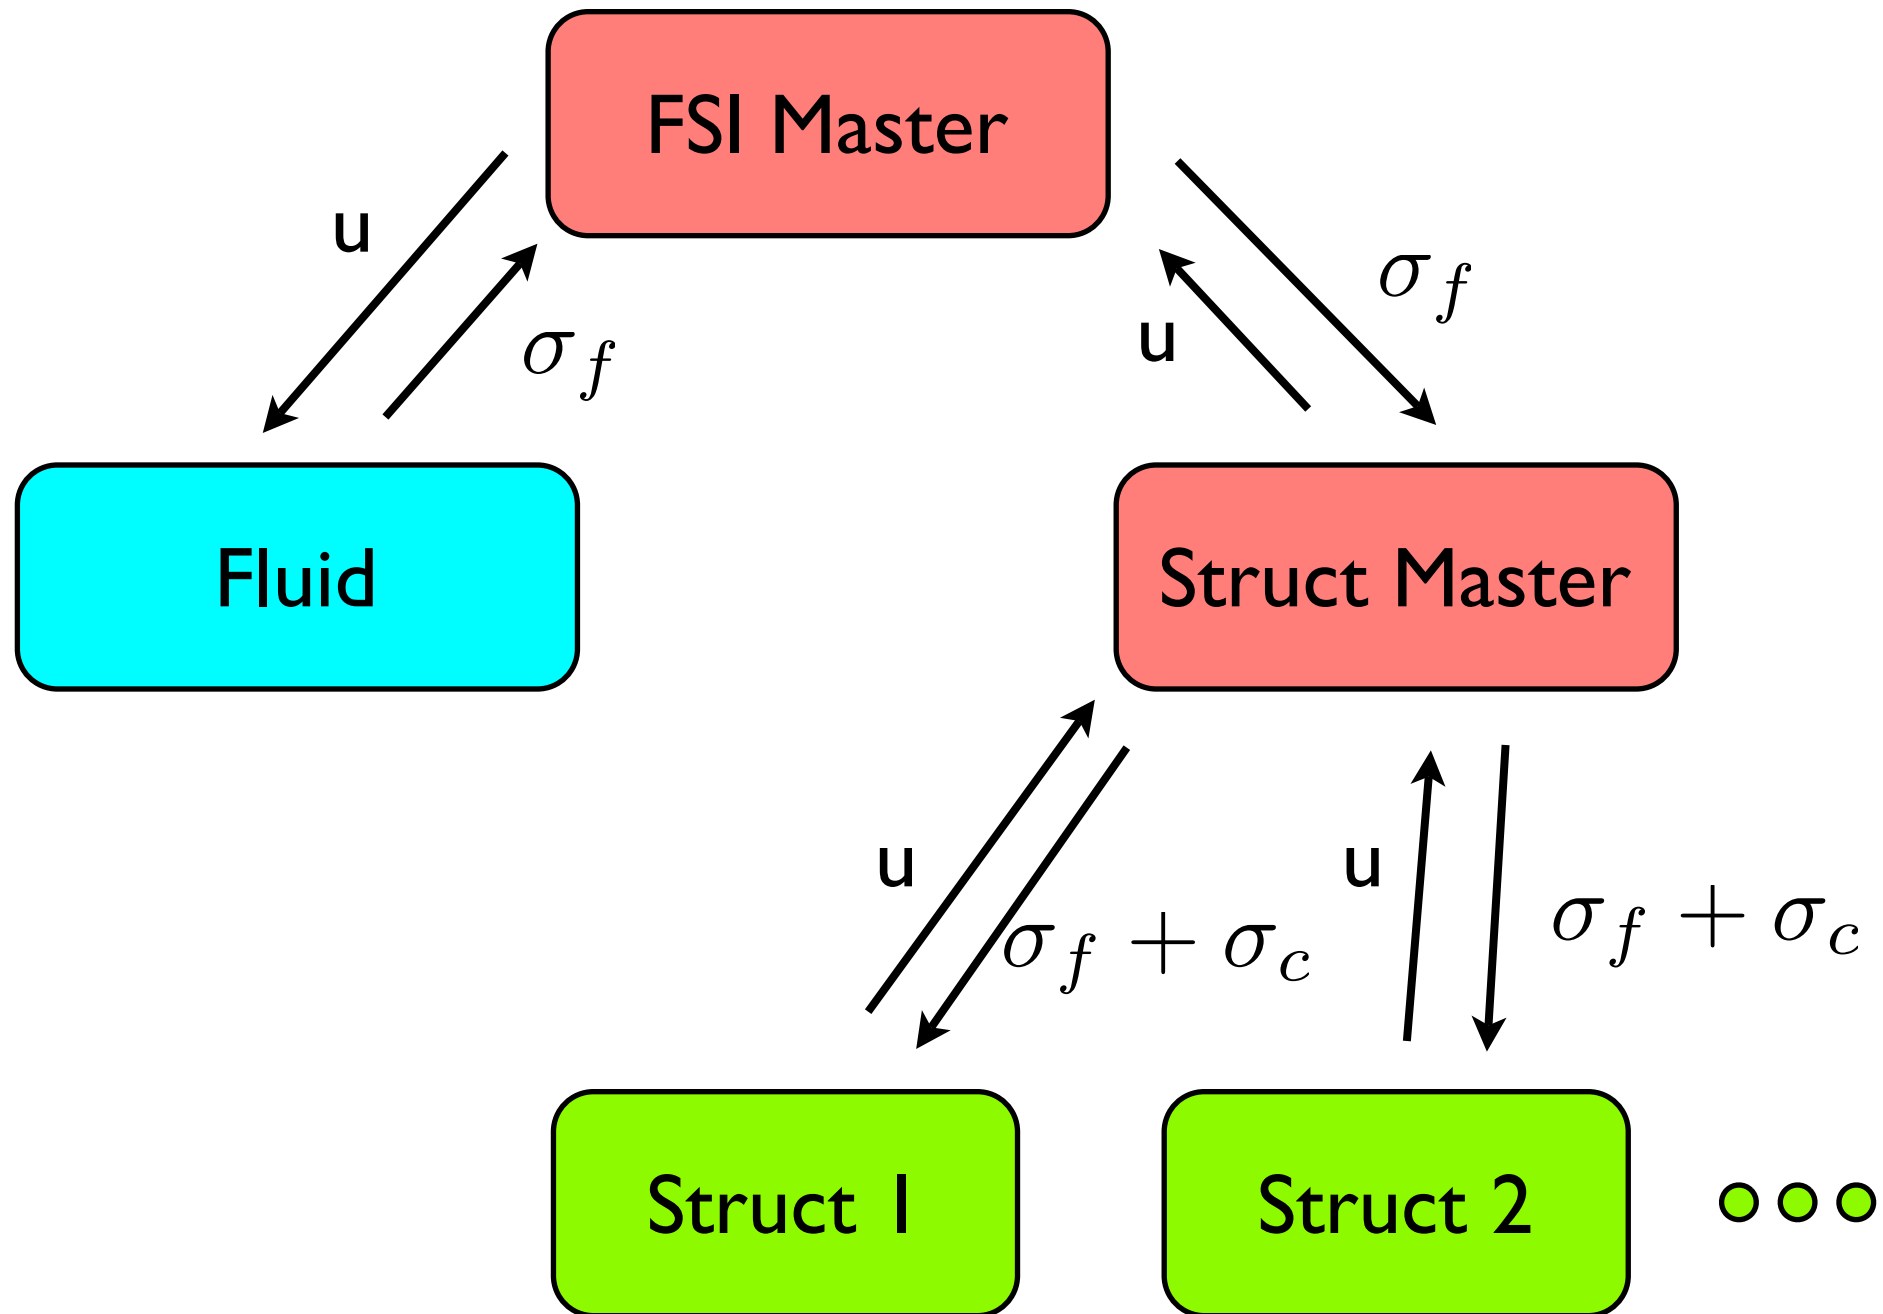 FSI Master
u
σ_f
u
σ_f
Fluid
Struct Master
u
σ_f + σ_c
u
σ_f + σ_c
Struct 1
Struct 2